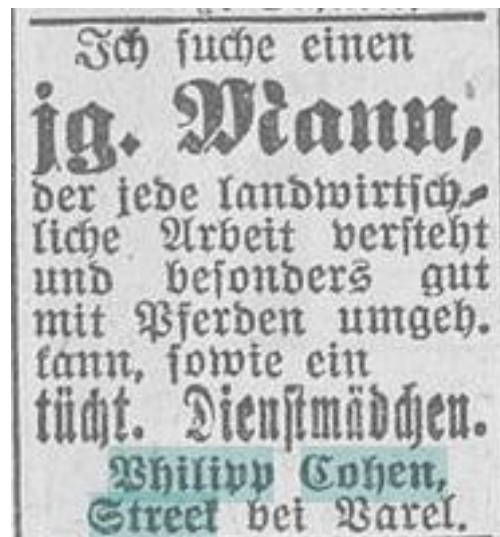 Ich suche einen
jg. Mann,
der jede landwirtsch-
liche Arbeit versteht
und besonders gut
mit Pferden umgeh.
kann, sowie ein
tücht. Dienstmädchen.
Philipp Cohen,
Streek bei Varel.